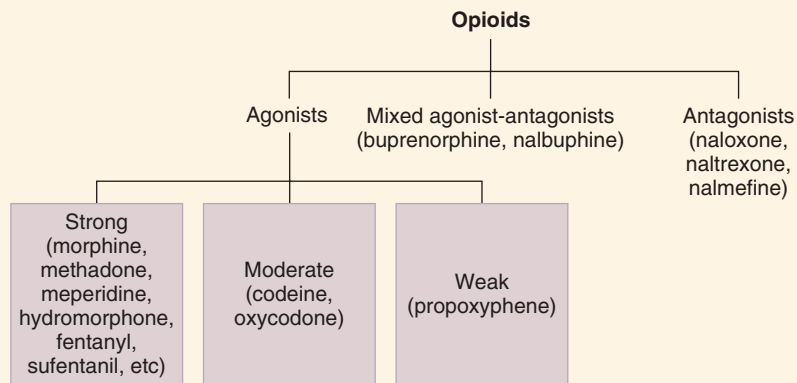 Opioids
Agonists
Mixed agonist-antagonists
(buprenorphine, nalbuphine)
Antagonists
(naloxone,
naltrexone,
nalmefine)
Strong
(morphine,
methadone,
meperidine,
hydromorphone,
fentanyl,
sufentanil, etc)
Moderate
(codeine,
oxycodone)
Weak
(propoxyphene)